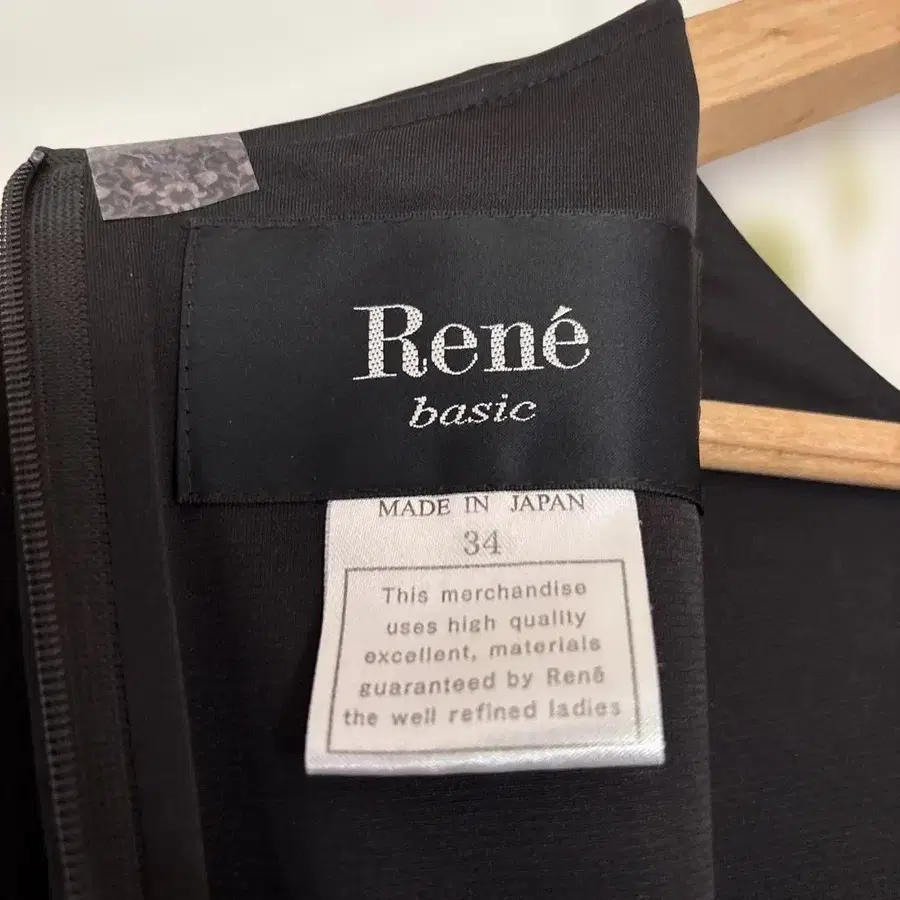 René
basic
MADE IN JAPAN
34
This merchandise
uses high quality
excellent, materials
guaranteed by René
the well refined ladies